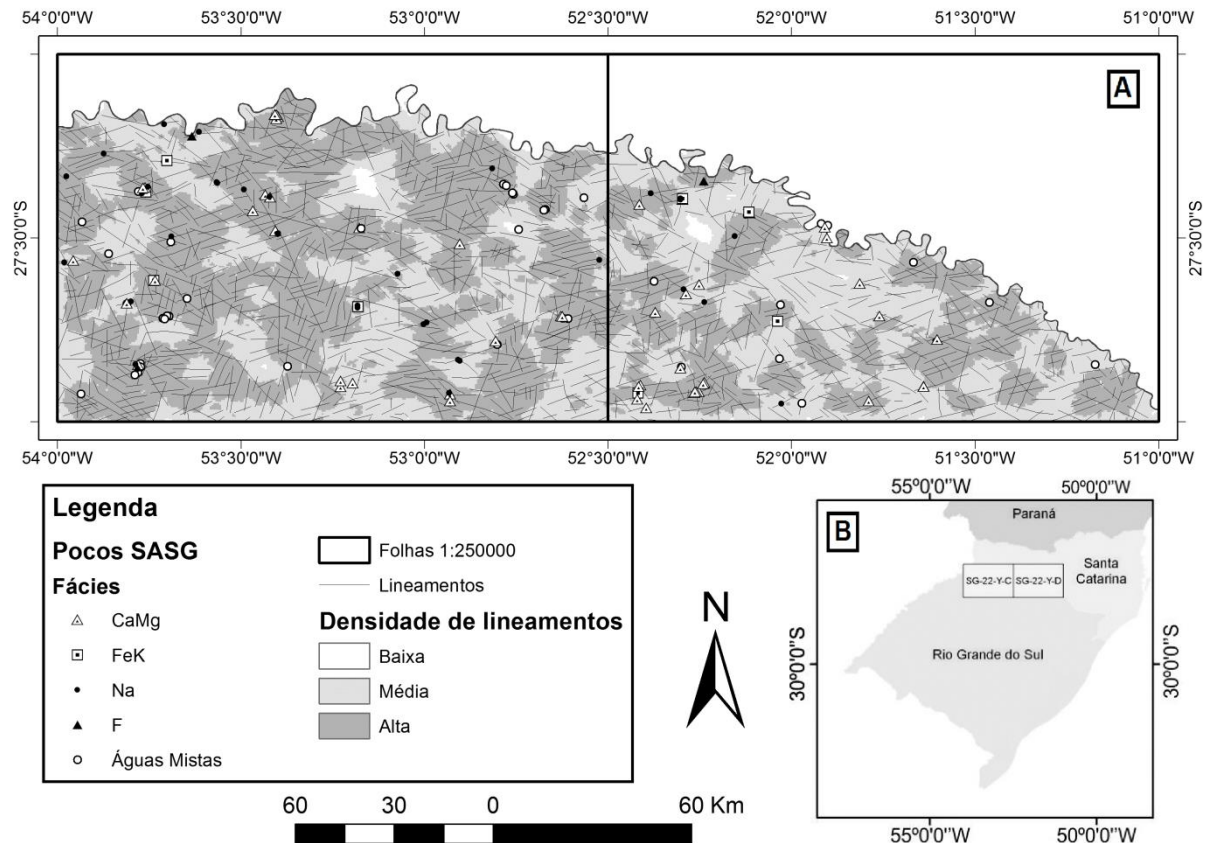 54°0'0"W 53°30'0"W 53°0'0"W 52°30'0"W 52°0'0"W 51°30'0"W 51°0'0"W
A
27°30'0"S
27°30'0"S
54°0'0"W 53°30'0"W 53°0'0"W 52°30'0"W 52°0'0"W 51°30'0"W 51°0'0"W
Legenda
Pocos SASG
Fácies
CaMg
FeK
Na
F
Águas Mistas
Folhas 1:250000
Lineamentos
Densidade de lineamentos
Baixa
Média
Alta
60 30 0 60 Km
N
55°0'0"W 50°0'0"W
B
Paraná
Santa
Catarina
SG-22-Y-C SG-22-Y-D
Rio Grande do Sul
30°0'0"S
30°0'0"S
55°0'0"W 50°0'0"W